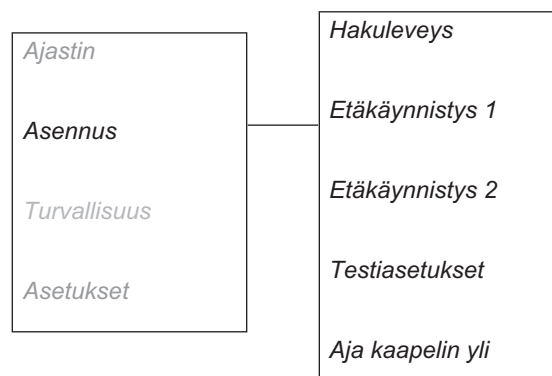 Ajastin
Asennus
Turvallisuus
Asetukset
Hakuleveys
Etäkäynnistys 1
Etäkäynnistys 2
Testiasetukset
Aja kaapelin yli